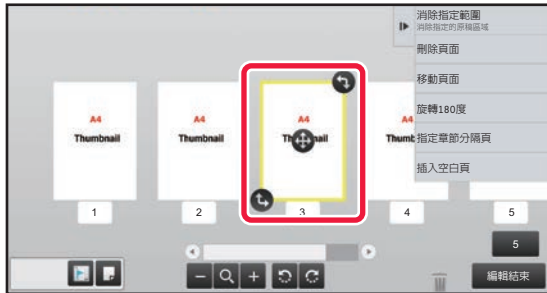 消除指定範圍
消除指定的原稿區域
刪除頁面
移動頁面
旋轉180度
指定章節分隔頁
插入空白頁
A4 A4 A4 A4
Thumbnail Thumbnail Thumbnail Thumb
1 2 3 4 5
5
編輯結束